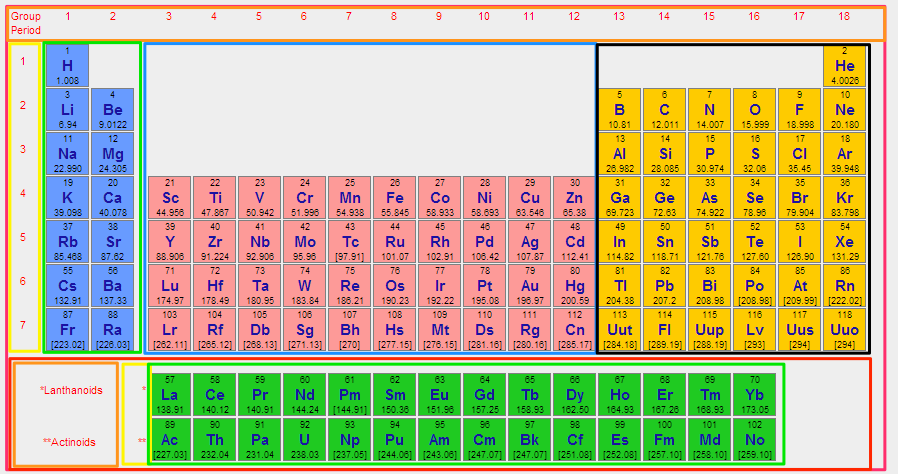 Group 1 2 3 4 5 6 7 8 9 10 11 12 13 14 15 16 17 18
Period
1 2
1 H He
1.008 4.0026
3 4 5 6 7 8 9 10
2 Li Be B C N O F Ne
6.94 9.0122 10.81 12.011 14.007 15.999 18.998 20.180
11 12 13 14 15 16 17 18
3 Na Mg Al Si P S Cl Ar
22.990 24.305 26.982 28.085 30.974 32.06 35.45 39.948
19 20 21 22 23 24 25 26 27 28 29 30 31 32 33 34 35 36
4 K Ca Sc Ti V Cr Mn Fe Co Ni Cu Zn Ga Ge As Se Br Kr
39.098 40.078 44.956 47.867 50.942 51.996 54.938 55.845 58.933 58.693 63.546 65.38 69.723 72.63 74.922 78.96 79.904 83.798
37 38 39 40 41 42 43 44 45 46 47 48 49 50 51 52 53 54
5 Rb Sr Y Zr Nb Mo Tc Ru Rh Pd Ag Cd In Sn Sb Te I Xe
85.468 87.62 88.906 91.224 92.906 95.96 [97.91] 101.07 102.91 106.42 107.87 112.41 114.82 118.71 121.76 127.60 126.90 131.29
55 56 71 72 73 74 75 76 77 78 79 80 81 82 83 84 85 86
6 Cs Ba Lu Hf Ta W Re Os Ir Pt Au Hg Tl Pb Bi Po At Rn
132.91 137.33 174.97 178.49 180.95 183.84 186.21 190.23 192.22 195.08 196.97 200.59 204.38 207.2 208.98 [208.98] [209.99] [222.02]
87 88 103 104 105 106 107 108 109 110 111 112 113 114 115 116 117 118
7 Fr Ra Lr Rf Db Sg Bh Hs Mt Ds Rg Cn Uut Fl Uup Lv Uus Uuo
[223.02] [226.03] [262.11] [265.12] [268.13] [271.13] [270] [277.15] [276.15] [281.16] [280.16] [285.17] [284.18] [289.19] [288.19] [293] [294] [294]
57 58 59 60 61 62 63 64 65 66 67 68 69 70
*Lanthanoids * La Ce Pr Nd Pm Sm Eu Gd Tb Dy Ho Er Tm Yb
138.91 140.12 140.91 144.24 [144.91] 150.36 151.96 157.25 158.93 162.50 164.93 167.26 168.93 173.05
89 90 91 92 93 94 95 96 97 98 99 100 101 102
**Actinoids ** Ac Th Pa U Np Pu Am Cm Bk Cf Es Fm Md No
[227.03] 232.04 231.04 238.03 [237.05] [244.06] [243.06] [247.07] [247.07] [251.08] [252.08] [257.10] [258.10] [259.10]